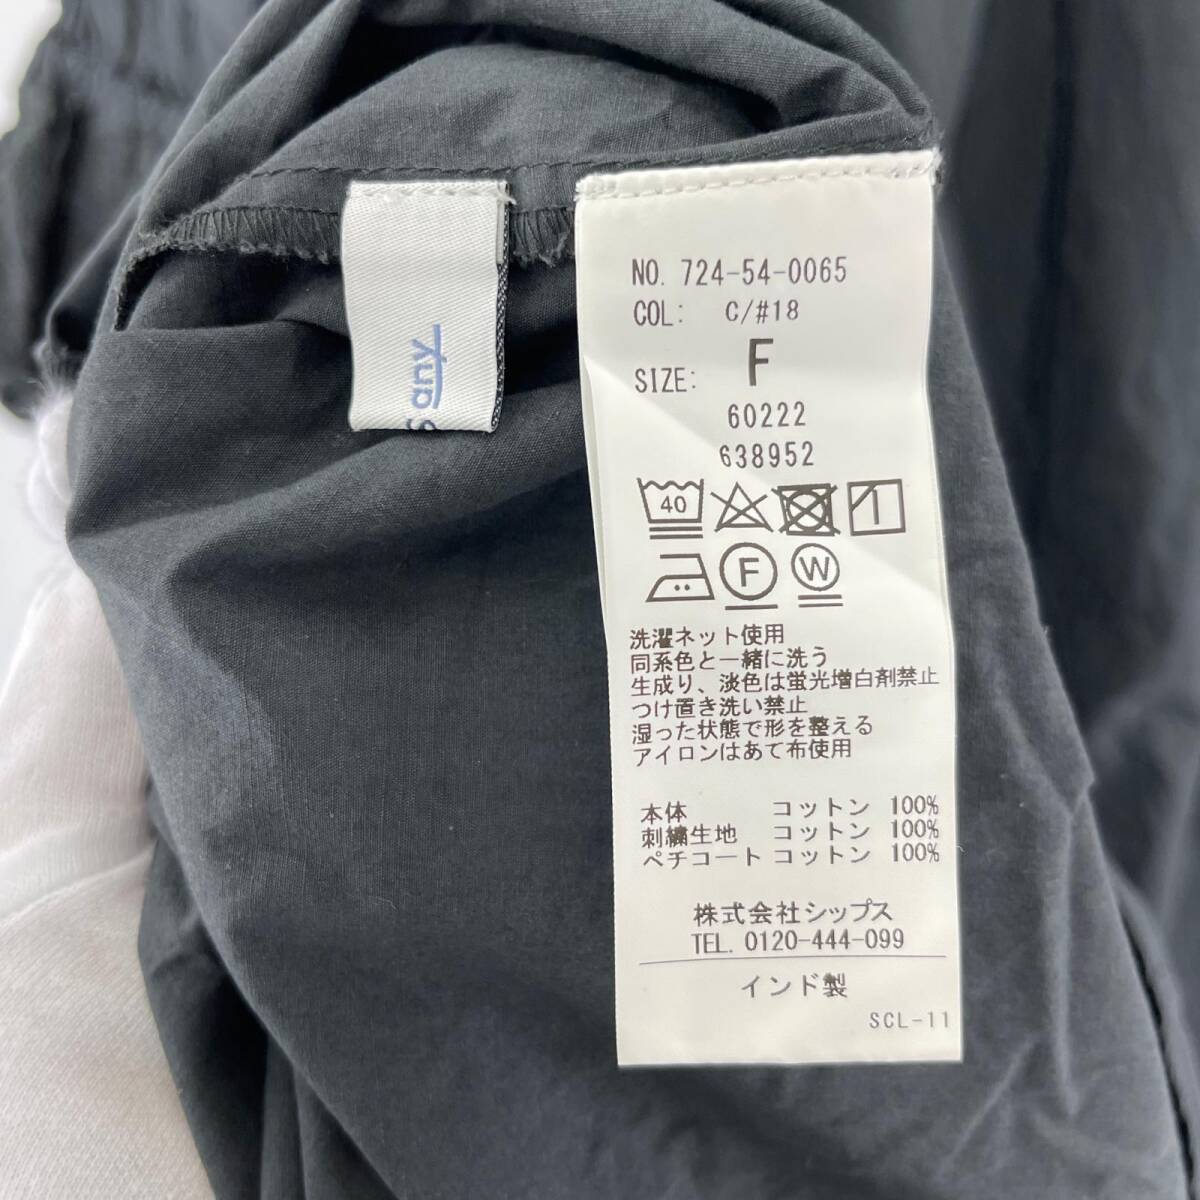 NO. 724-54-0065
COL: C/#18
SIZE: F
60222
638952
40
F
W
洗濯ネット使用
同系色と一緒に洗う
生成り、淡色は蛍光増白剤禁止
つけ置き洗い禁止
湿った状態で形を整える
アイロンはあて布使用
本体 コットン 100%
刺繍生地 コットン 100%
ペチコート コットン 100%
株式会社シップス
TEL. 0120-444-099
インド製
SCL-11
any